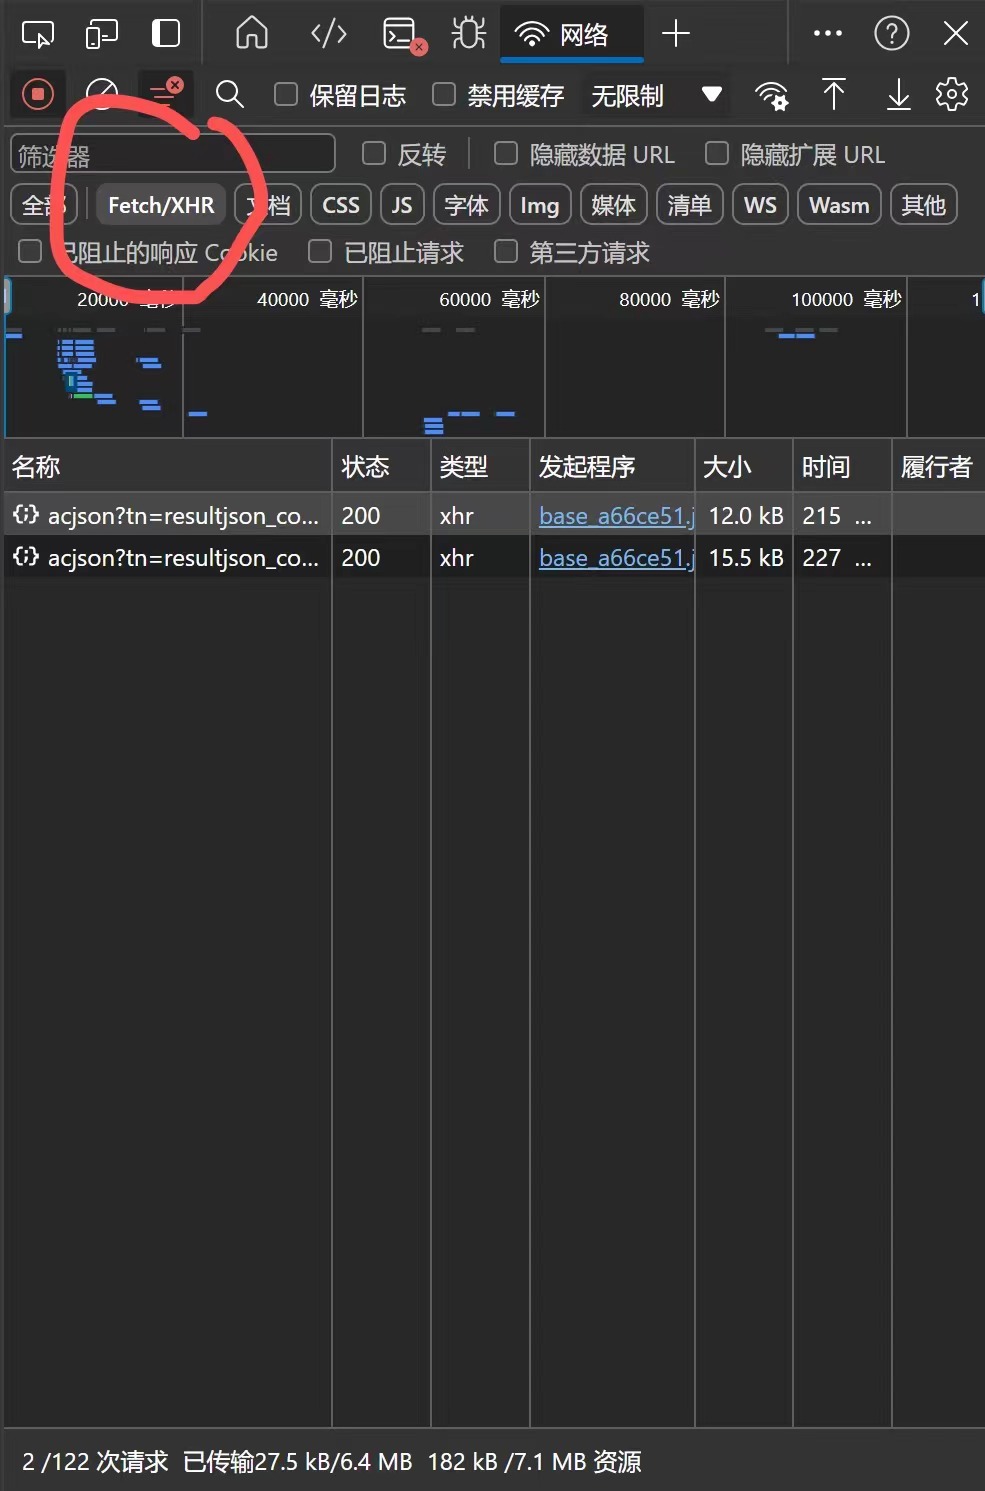 网络
保留日志 禁用缓存 无限制
筛选器 反转 隐藏数据 URL 隐藏扩展 URL
全部 Fetch/XHR 文档 CSS JS 字体 Img 媒体 清单 WS Wasm 其他
已阻止的响应 Cookie 已阻止请求 第三方请求
20000 毫秒 40000 毫秒 60000 毫秒 80000 毫秒 100000 毫秒 1
名称 状态 类型 发起程序 大小 时间 履行者
acjson?tn=resultjson_co... 200 xhr base_a66ce51.j 12.0 kB 215 ...
acjson?tn=resultjson_co... 200 xhr base_a66ce51.j 15.5 kB 227 ...
2 /122 次请求 已传输27.5 kB/6.4 MB 182 kB /7.1 MB 资源